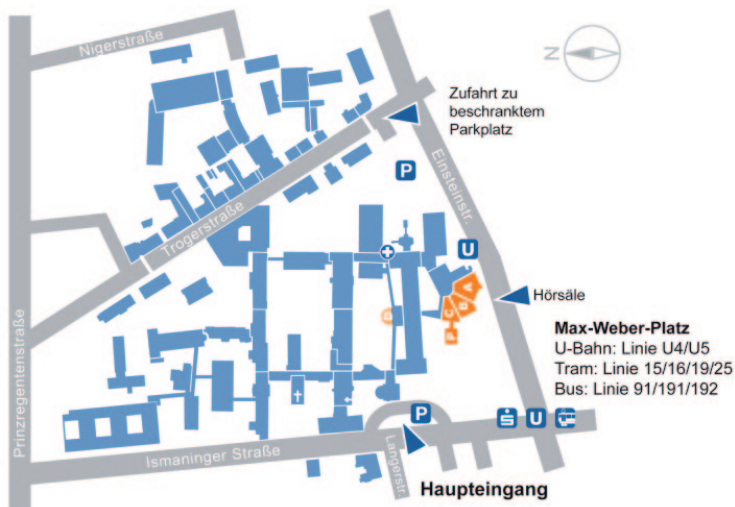 Nigerstraße
N
Zufahrt zu
beschranktem
Parkplatz
P
Einsteinstr.
Trogerstraße
U
A
B
C
D
P
Hörsäle
Prinzregentenstraße
Max-Weber-Platz
U-Bahn: Linie U4/U5
Tram: Linie 15/16/19/25
Bus: Linie 91/191/192
P
S
U
Ismaninger Straße
Langerstr.
Haupteingang